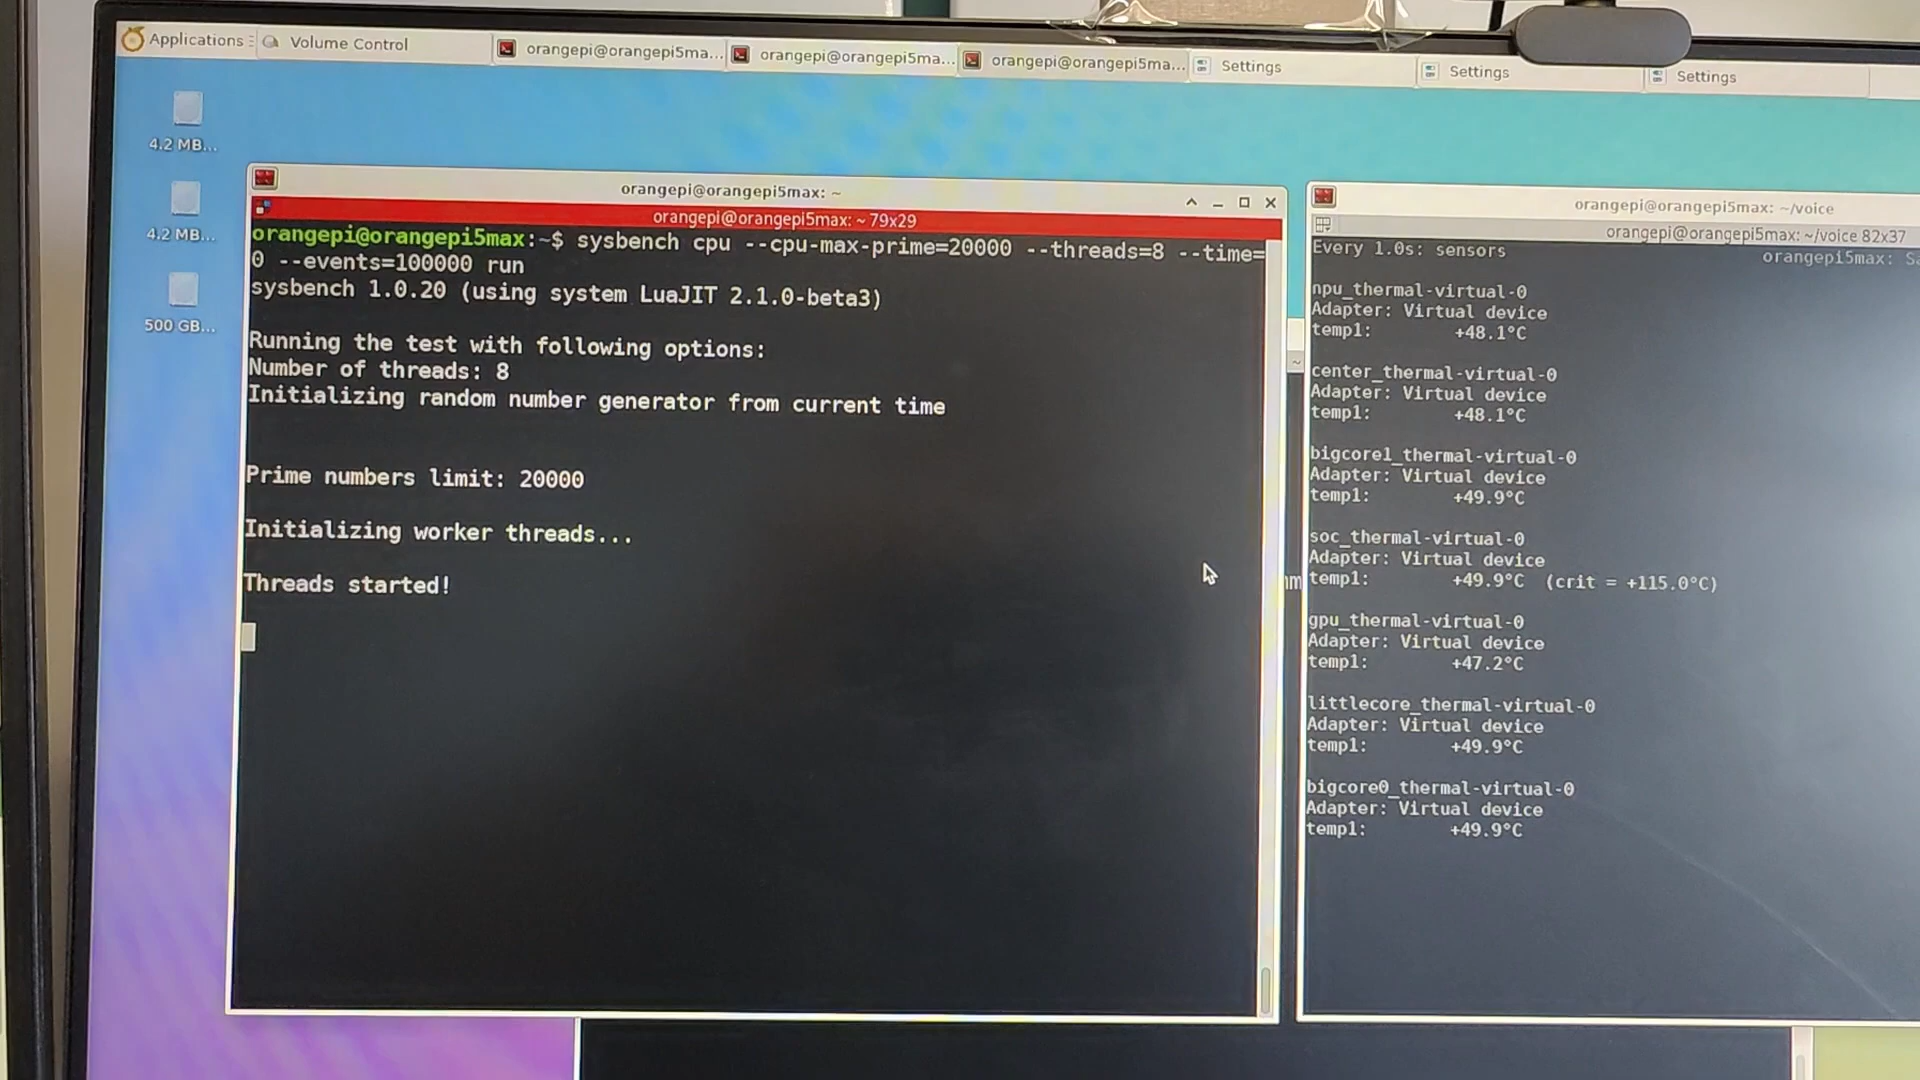 Applications
Volume Control
orangepi@orangepi5ma...
orangepi@orangepi5ma...
orangepi@orangepi5ma...
Settings
Settings
Settings
4.2 MB...
4.2 MB...
500 GB...
orangepi@orangepi5max: ~
orangepi@orangepi5max: ~ 79x29
orangepi@orangepi5max:~$ sysbench cpu --cpu-max-prime=20000 --threads=8 --time=
0 --events=100000 run
sysbench 1.0.20 (using system LuaJIT 2.1.0-beta3)
Running the test with following options:
Number of threads: 8
Initializing random number generator from current time
Prime numbers limit: 20000
Initializing worker threads...
Threads started!
orangepi@orangepi5max: ~/voice
orangepi@orangepi5max: ~/voice 82x37
Every 1.0s: sensors
orangepi5max: Sa
npu_thermal-virtual-0
Adapter: Virtual device
temp1: +48.1°C
center_thermal-virtual-0
Adapter: Virtual device
temp1: +48.1°C
bigcore1_thermal-virtual-0
Adapter: Virtual device
temp1: +49.9°C
soc_thermal-virtual-0
Adapter: Virtual device
temp1: +49.9°C (crit = +115.0°C)
gpu_thermal-virtual-0
Adapter: Virtual device
temp1: +47.2°C
littlecore_thermal-virtual-0
Adapter: Virtual device
temp1: +49.9°C
bigcore0_thermal-virtual-0
Adapter: Virtual device
temp1: +49.9°C